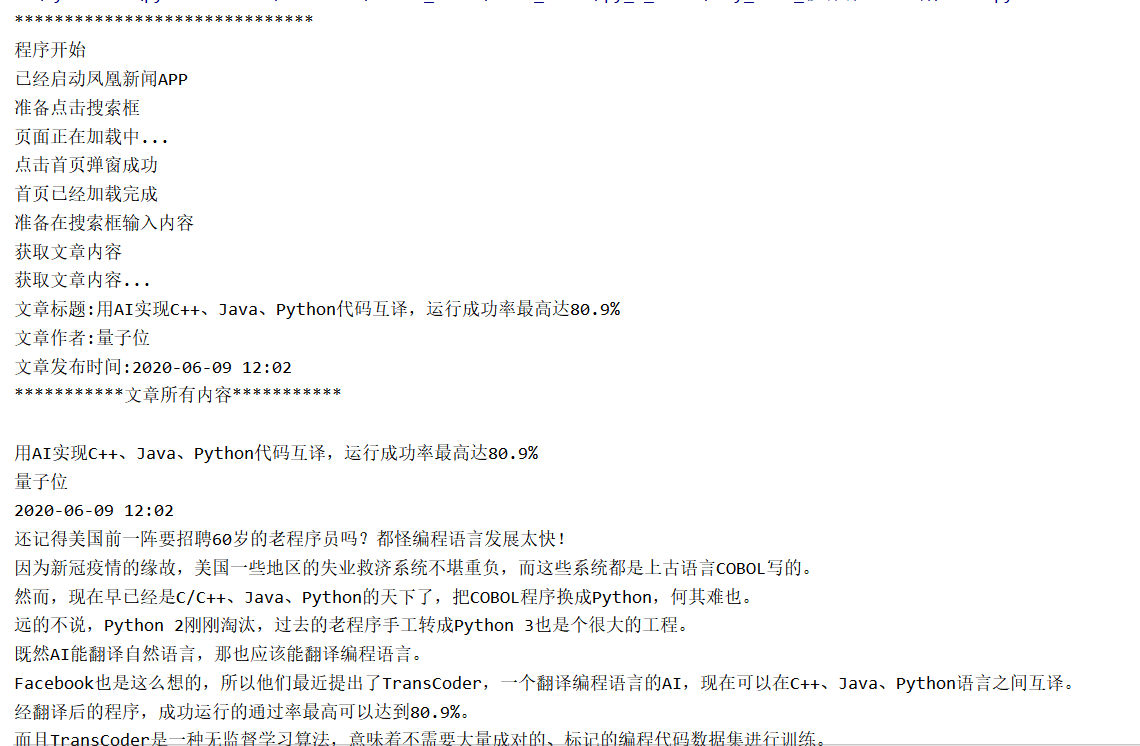 ******************************
程序开始
已经启动凤凰新闻APP
准备点击搜索框
页面正在加载中...
点击首页弹窗成功
首页已经加载完成
准备在搜索框输入内容
获取文章内容
获取文章内容...
文章标题:用AI实现C++、Java、Python代码互译，运行成功率最高达80.9%
文章作者:量子位
文章发布时间:2020-06-09 12:02
***********文章所有内容***********
用AI实现C++、Java、Python代码互译，运行成功率最高达80.9%
量子位
2020-06-09 12:02
还记得美国前一阵要招聘60岁的老程序员吗？都怪编程语言发展太快！
因为新冠疫情的缘故，美国一些地区的失业救济系统不堪重负，而这些系统都是上古语言COBOL写的。
然而，现在早已经是C/C++、Java、Python的天下了，把COBOL程序换成Python，何其难也。
远的不说，Python 2刚刚淘汰，过去的老程序手工转成Python 3也是个很大的工程。
既然AI能翻译自然语言，那也应该能翻译编程语言。
Facebook也是这么想的，所以他们最近提出了TransCoder，一个翻译编程语言的AI，现在可以在C++、Java、Python语言之间互译。
经翻译后的程序，成功运行的通过率最高可以达到80.9%。
而且TransCoder是一种无监督学习算法，意味着不需要大量成对的、标记的编程代码数据集进行训练。